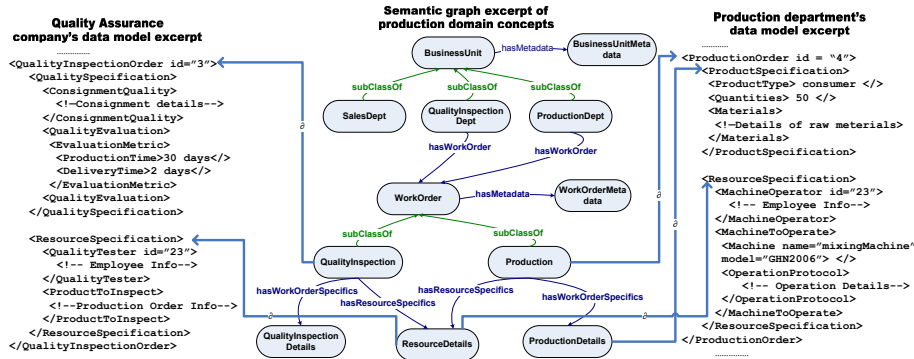 Quality Assurance
company's data model excerpt
...............
<QualityInspectionOrder id="3">
<QualitySpecification>
<ConsignmentQuality>
<!—Consignment details-->
</ConsignmentQuality>
<QualityEvaluation>
<EvaluationMetric>
<ProductionTime>30 days</>
<DeliveryTime>2 days</>
</EvaluationMetric>
<QualityEvaluation>
</QualitySpecification>
<ResourceSpecification>
<QualityTester id="23">
<!-- Employee Info-->
</QualityTester>
<ProductToInspect>
<!--Production Order Info-->
</ProductToInspect>
</ResourceSpecification>
</QualityInspectionOrder>
...............
Semantic graph excerpt of
production domain concepts
BusinessUnit
hasMetadata
BusinessUnitMeta
data
subClassOf
subClassOf
subClassOf
SalesDept
QualityInspection
Dept
ProductionDept
hasWorkOrder
hasWorkOrder
WorkOrder
hasMetadata
WorkOrderMeta
data
subClassOf
subClassOf
QualityInspection
Production
hasWorkOrderSpecifics
hasResourceSpecifics
hasResourceSpecifics
hasWorkOrderSpecifics
QualityInspection
Details
ResourceDetails
ProductionDetails
∂
∂
∂
∂
∂
Production department's
data model excerpt
...............
<ProductionOrder id = "4">
<ProductSpecification>
<ProductType> consumer </>
<Quantities> 50 </>
<Materials>
<!—Details of raw meterials>
</Materials>
</ProductSpecification>
<ResourceSpecification>
<MachineOperator id="23">
<!-- Employee Info-->
</MachineOperator>
<MachineToOperate>
<Machine name="mixingMachine"
model="GHN2006"> </>
<OperationProtocol>
<!-- Operation Details-->
</OperationProtocol>
</MachineToOperate>
</ResourceSpecification>
</ProductionOrder>
...............